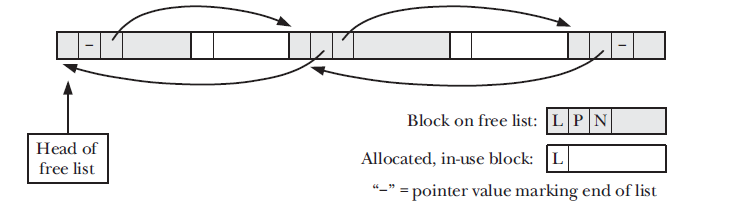 –
–
Block on free list: L P N
Head of
free list
Allocated, in-use block: L
“–” = pointer value marking end of list